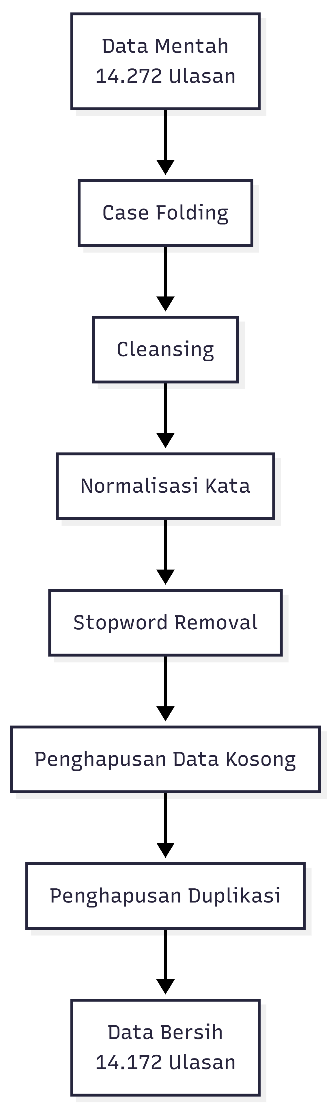 Data Mentah
14.272 Ulasan
Case Folding
Cleansing
Normalisasi Kata
Stopword Removal
Penghapusan Data Kosong
Penghapusan Duplikasi
Data Bersih
14.172 Ulasan